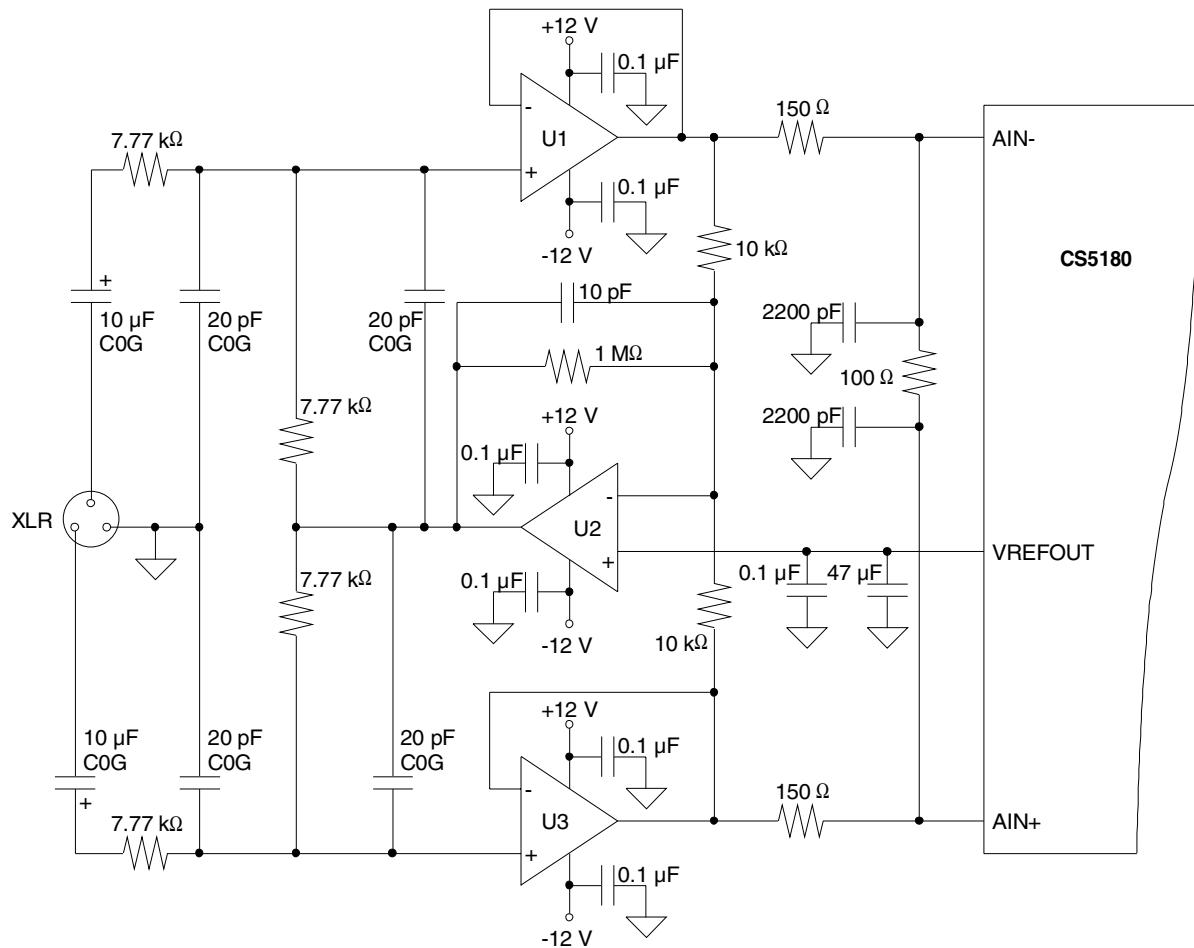 +12 V
0.1 µF
-
U1
+
0.1 µF
-12 V
7.77 kΩ
150 Ω
AIN-
10 kΩ
CS5180
+
10 µF
C0G
20 pF
C0G
20 pF
C0G
10 pF
1 MΩ
2200 pF
100 Ω
2200 pF
7.77 kΩ
+12 V
0.1 µF
-
U2
+
XLR
VREFOUT
0.1 µF
47 µF
7.77 kΩ
0.1 µF
-12 V
10 kΩ
10 µF
C0G
+
20 pF
C0G
20 pF
C0G
+12 V
0.1 µF
-
U3
+
150 Ω
AIN+
7.77 kΩ
0.1 µF
-12 V